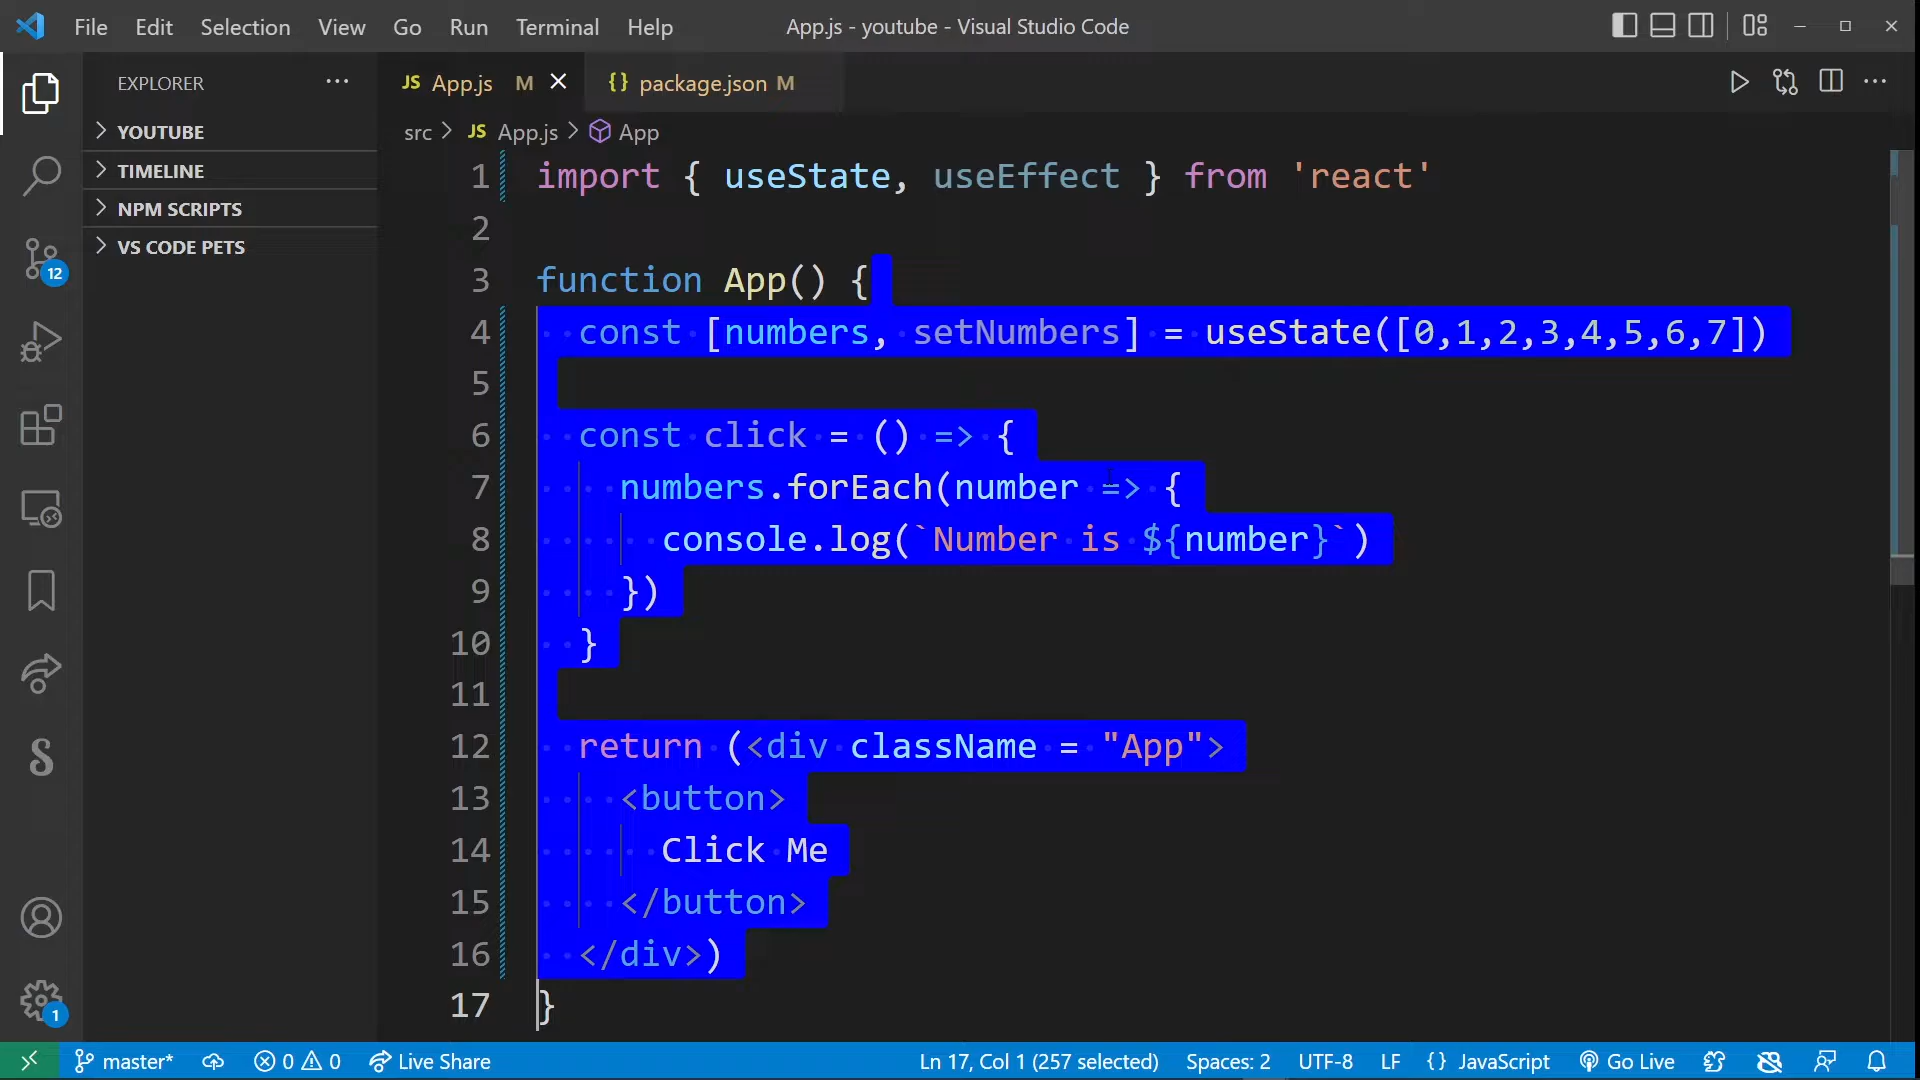 File Edit Selection View Go Run Terminal Help App.js - youtube - Visual Studio Code
EXPLORER
YOUTUBE
TIMELINE
NPM SCRIPTS
VS CODE PETS
12
1
JS App.js M
{} package.json M
src > JS App.js > App
1 import { useState, useEffect } from 'react'
2
3 function App() {
4 const [numbers, setNumbers] = useState([0,1,2,3,4,5,6,7])
5
6 const click = () => {
7 numbers.forEach(number => {
8 console.log(`Number is ${number}`)
9 })
10 }
11
12 return (<div className = "App">
13 <button>
14 Click Me
15 </button>
16 </div>)
17 }
master* 0 0 Live Share Ln 17, Col 1 (257 selected) Spaces: 2 UTF-8 LF {} JavaScript Go Live